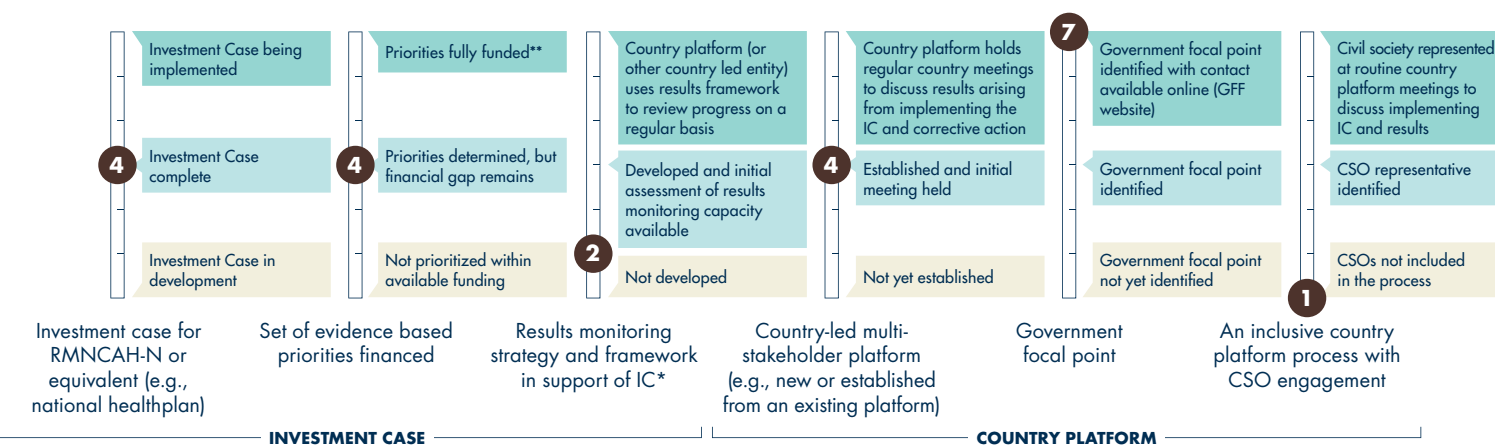 Investment Case being
implemented
4
Investment Case
complete
Investment Case in
development
Investment case for
RMNCAH-N or
equivalent (e.g.,
national healthplan)
Priorities fully funded**
4
Priorities determined, but
financial gap remains
Not prioritized within
available funding
Set of evidence based
priorities financed
Country platform (or
other country led entity)
uses results framework
to review progress on a
regular basis
Developed and initial
assessment of results
monitoring capacity
available
2
Not developed
Results monitoring
strategy and framework
in support of IC*
INVESTMENT CASE
Country platform holds
regular country meetings
to discuss results arising
from implementing the
IC and corrective action
4
Established and initial
meeting held
Not yet established
Country-led multi-
stakeholder platform
(e.g., new or established
from an existing platform)
7
Government focal point
identified with contact
available online (GFF
website)
Government focal point
identified
Government focal point
not yet identified
Government
focal point
Civil society represented
at routine country
platform meetings to
discuss implementing
IC and results
CSO representative
identified
CSOs not included
in the process
1
An inclusive country
platform process with
CSO engagement
COUNTRY PLATFORM